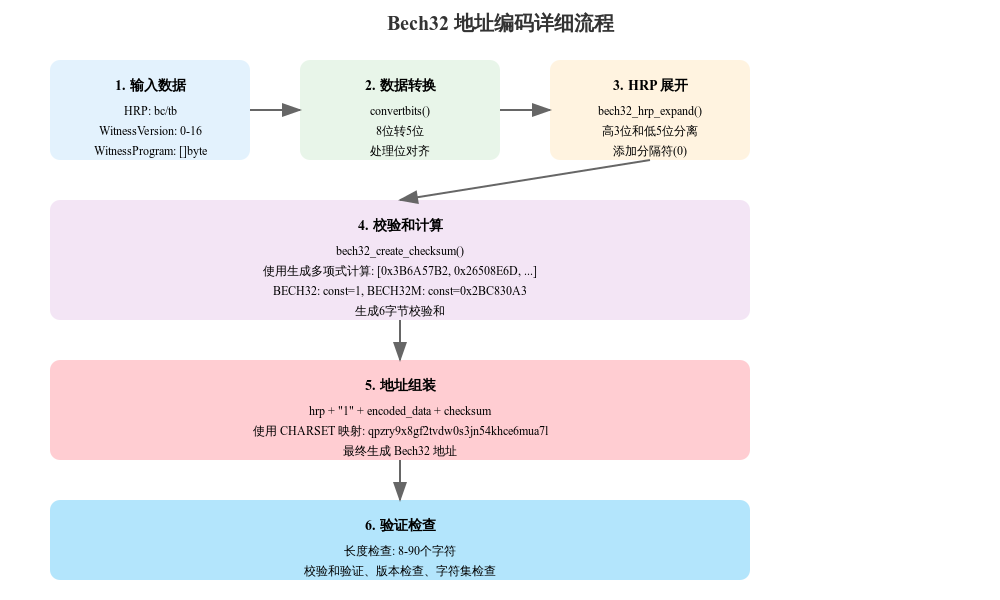 Bech32 地址编码详细流程
1. 输入数据
HRP: bc/tb
WitnessVersion: 0-16
WitnessProgram: []byte
2. 数据转换
convertbits()
8位转5位
处理位对齐
3. HRP 展开
bech32_hrp_expand()
高3位和低5位分离
添加分隔符(0)
4. 校验和计算
bech32_create_checksum()
使用生成多项式计算: [0x3B6A57B2, 0x26508E6D, ...]
BECH32: const=1, BECH32M: const=0x2BC830A3
生成6字节校验和
5. 地址组装
hrp + "1" + encoded_data + checksum
使用 CHARSET 映射: qpzry9x8gf2tvdw0s3jn54khce6mua7l
最终生成 Bech32 地址
6. 验证检查
长度检查: 8-90个字符
校验和验证、版本检查、字符集检查